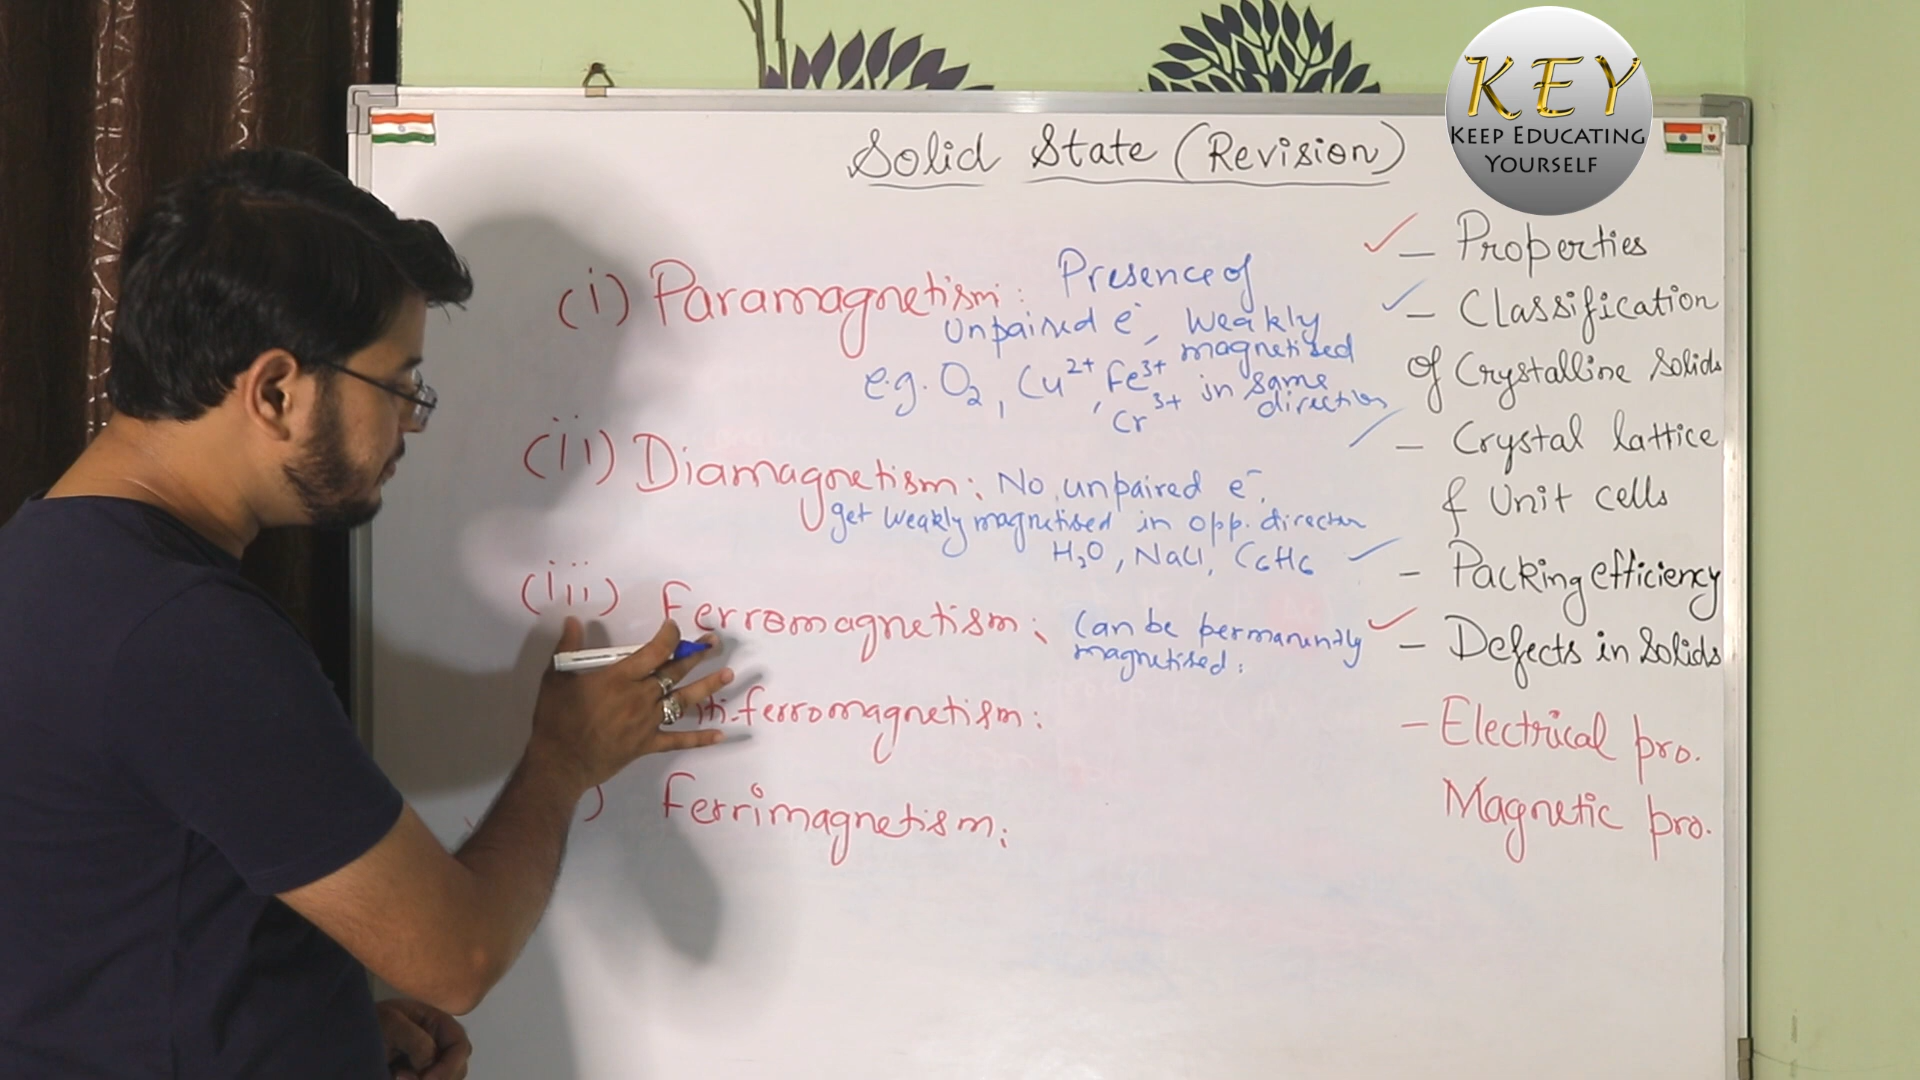 KEY
KEEP EDUCATING
YOURSELF
Solid State (Revision)
(i) Paramagnetism: Presence of
unpaired e-, weakly
magnetised
e.g. O2, Cu2+, Fe3+, Cr3+ in same
direction
(ii) Diamagnetism: No unpaired e-.
get weakly magnetised in opp. direction
H2O, NaCl, C6H6
(iii) Ferromagnetism: Can be permanently
magnetised.
ti-ferromagnetism:
) Ferrimagnetism:
– Properties
– Classification
of Crystalline Solids
– Crystal lattice
& Unit cells
– Packing efficiency
– Defects in Solids
– Electrical pro.
Magnetic pro.